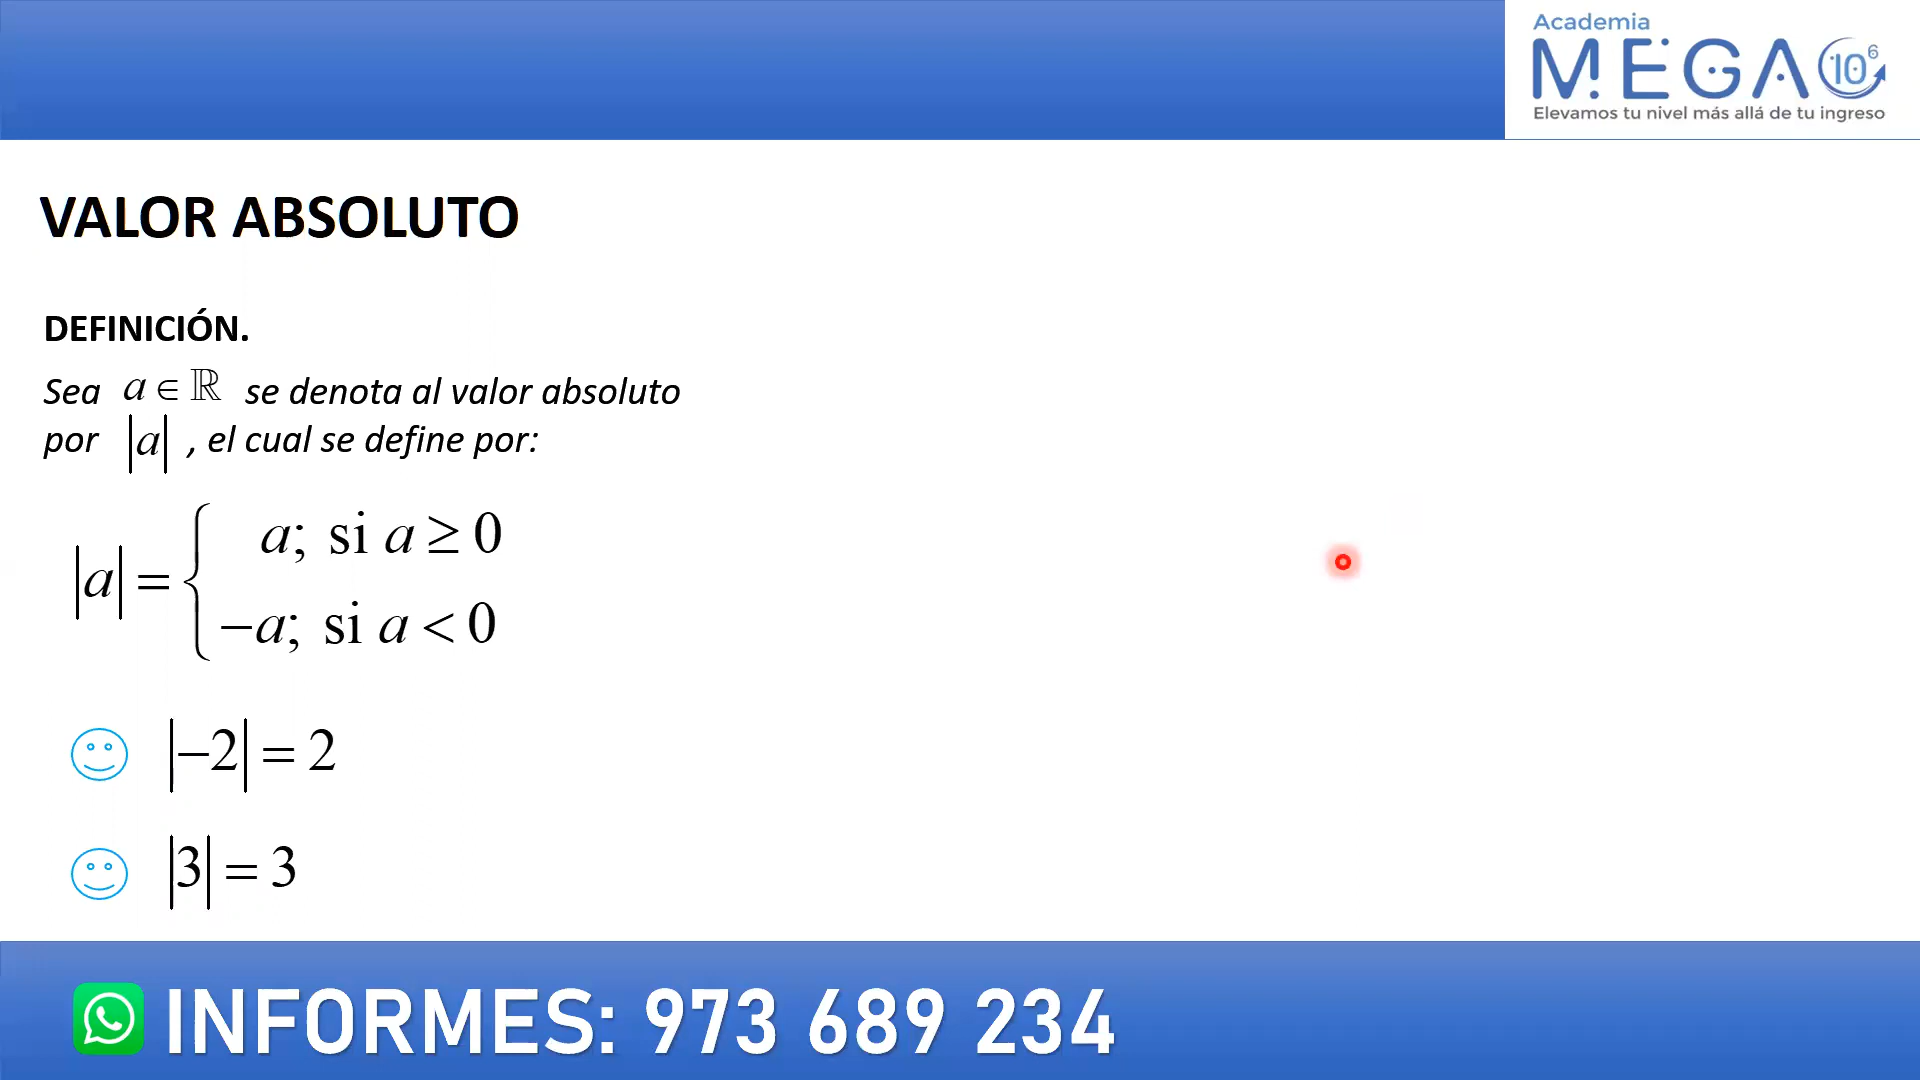 Academia
MEGA 10⁶
Elevamos tu nivel más allá de tu ingreso
VALOR ABSOLUTO
DEFINICIÓN.
Sea a ∈ ℝ se denota al valor absoluto
por |a| , el cual se define por:
|a| = { a; si a ≥ 0
−a; si a < 0
|−2| = 2
|3| = 3
INFORMES: 973 689 234